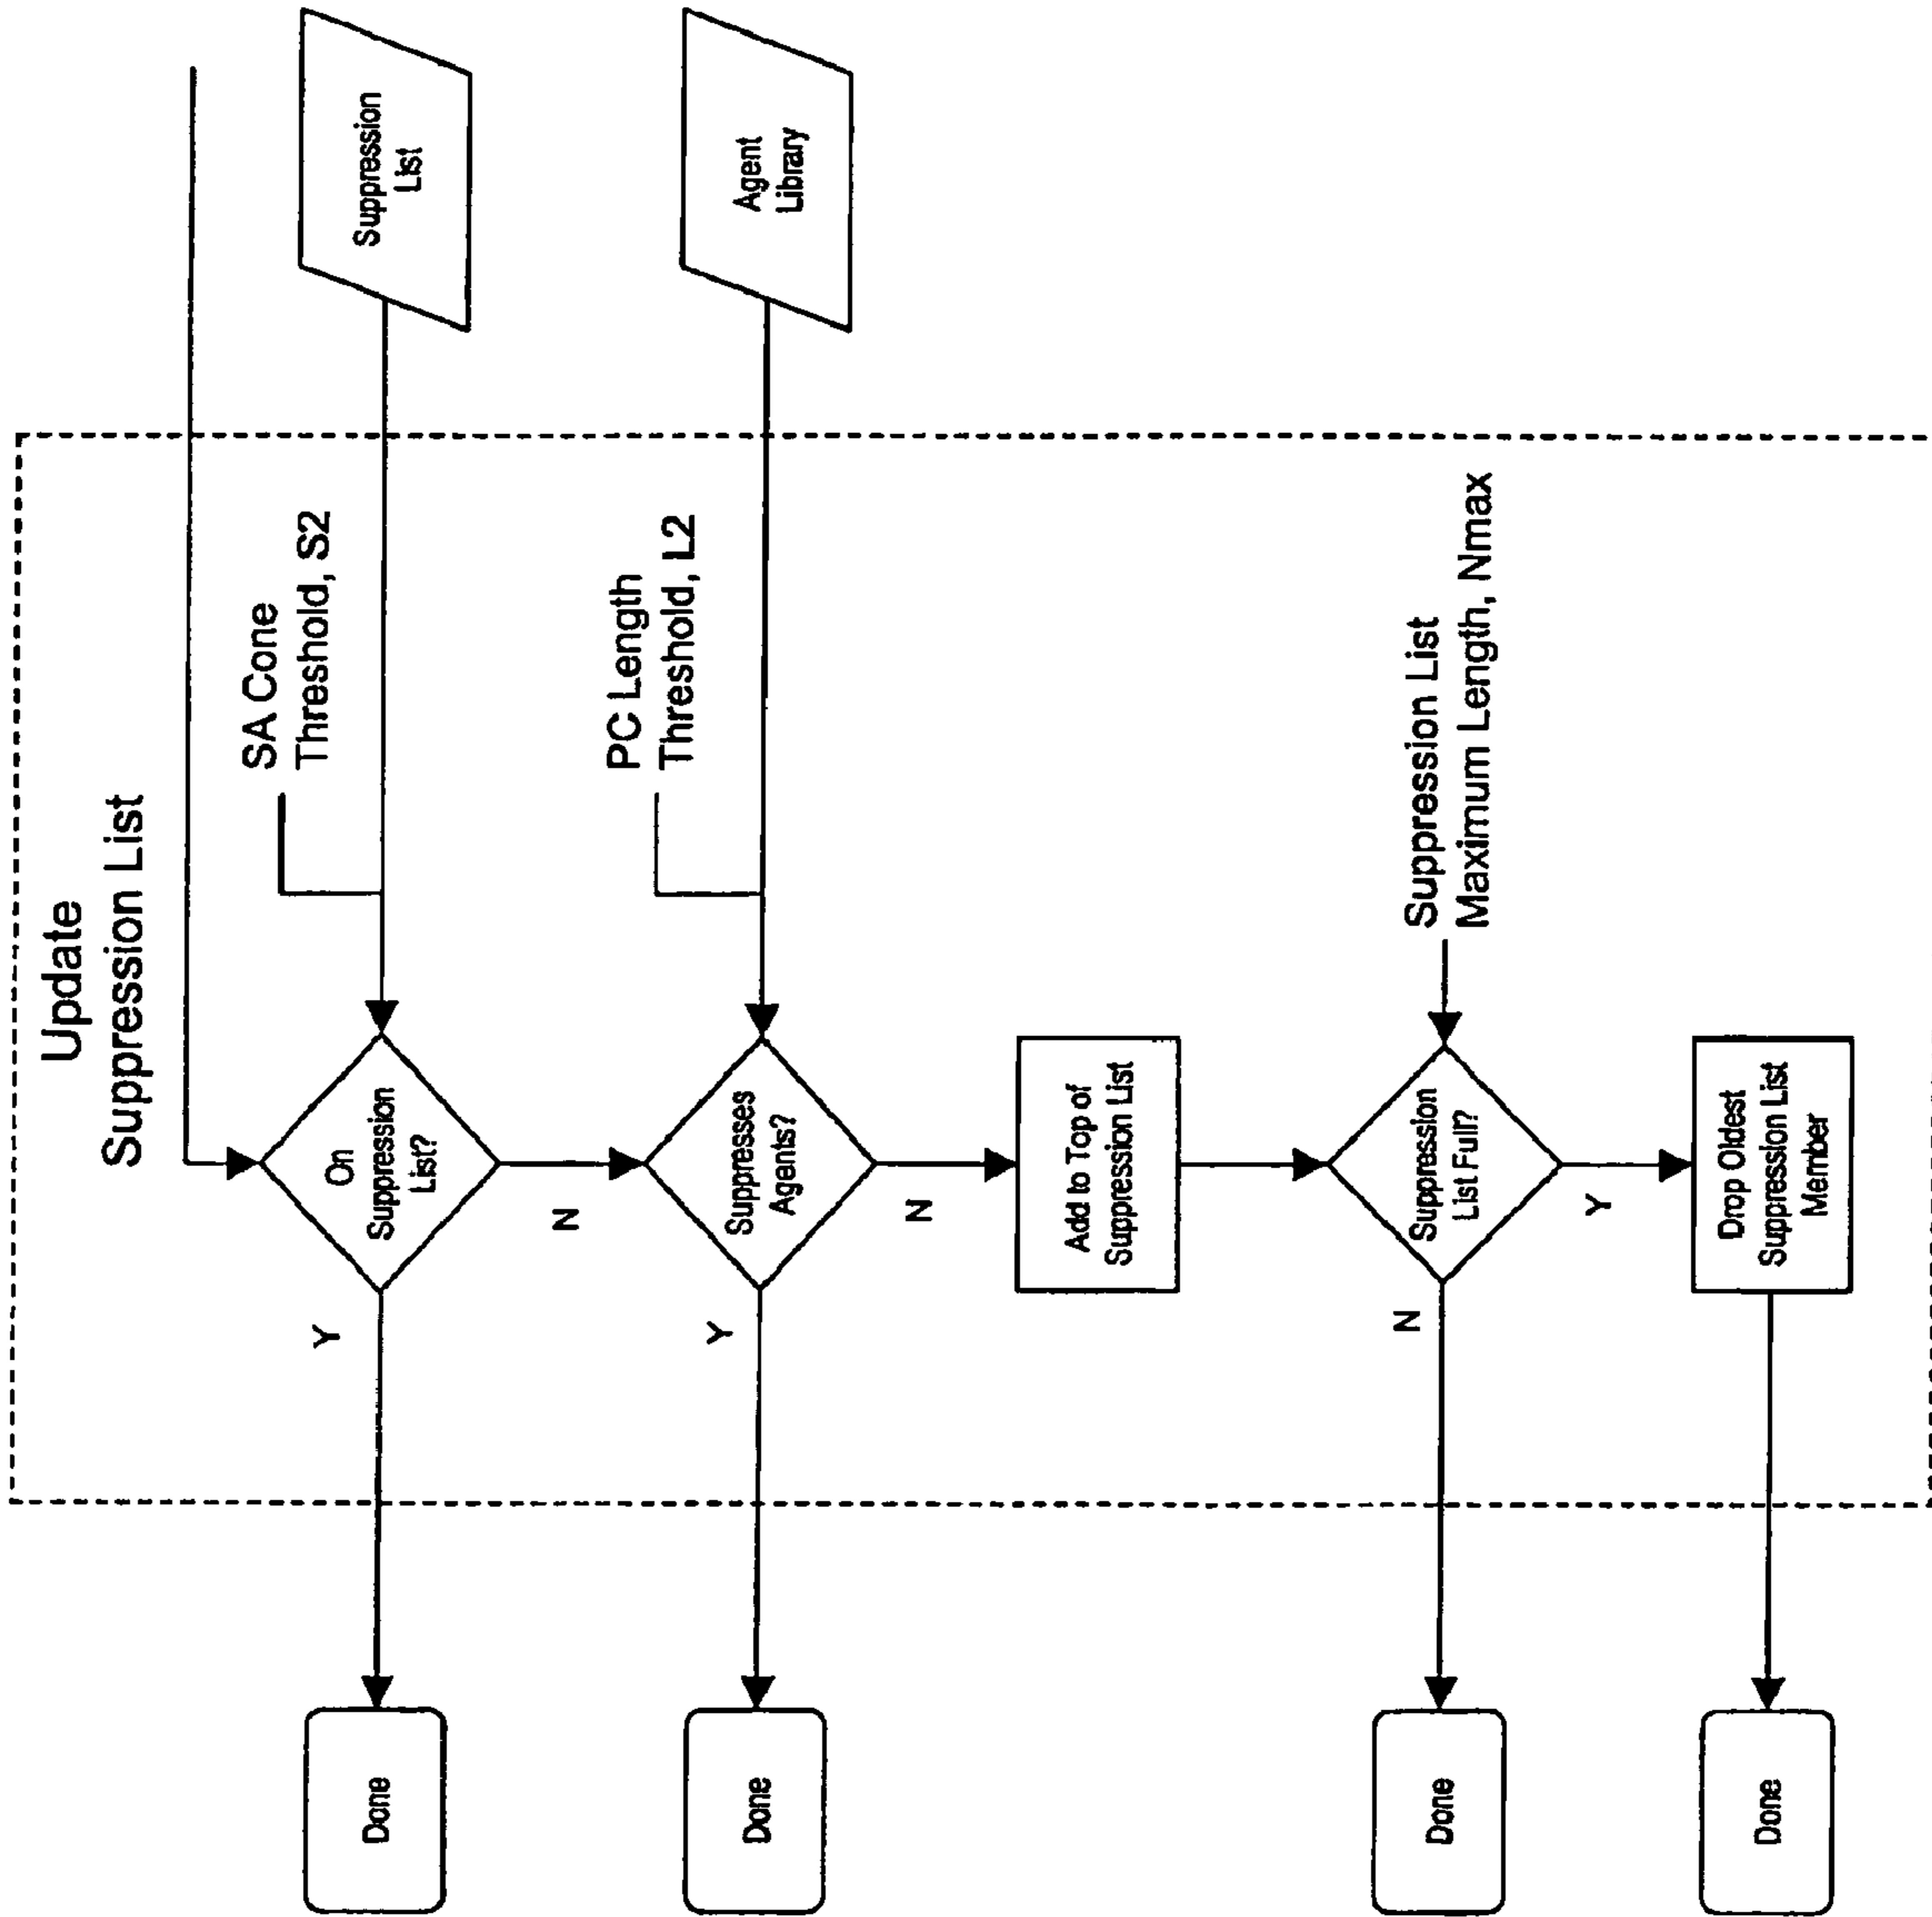 Update
Suppression List
SA Cone
Threshold, S2
Suppression
List
On
Suppression
List?
Y
Done
N
PC Length
Threshold, L2
Agent
Library
Suppresses
Agents?
Y
Done
N
Add to Top of
Suppression List
Suppression List
Maximum Length, Nmax
Suppression
List Full?
N
Done
Y
Drop Oldest
Suppression List
Member
Done